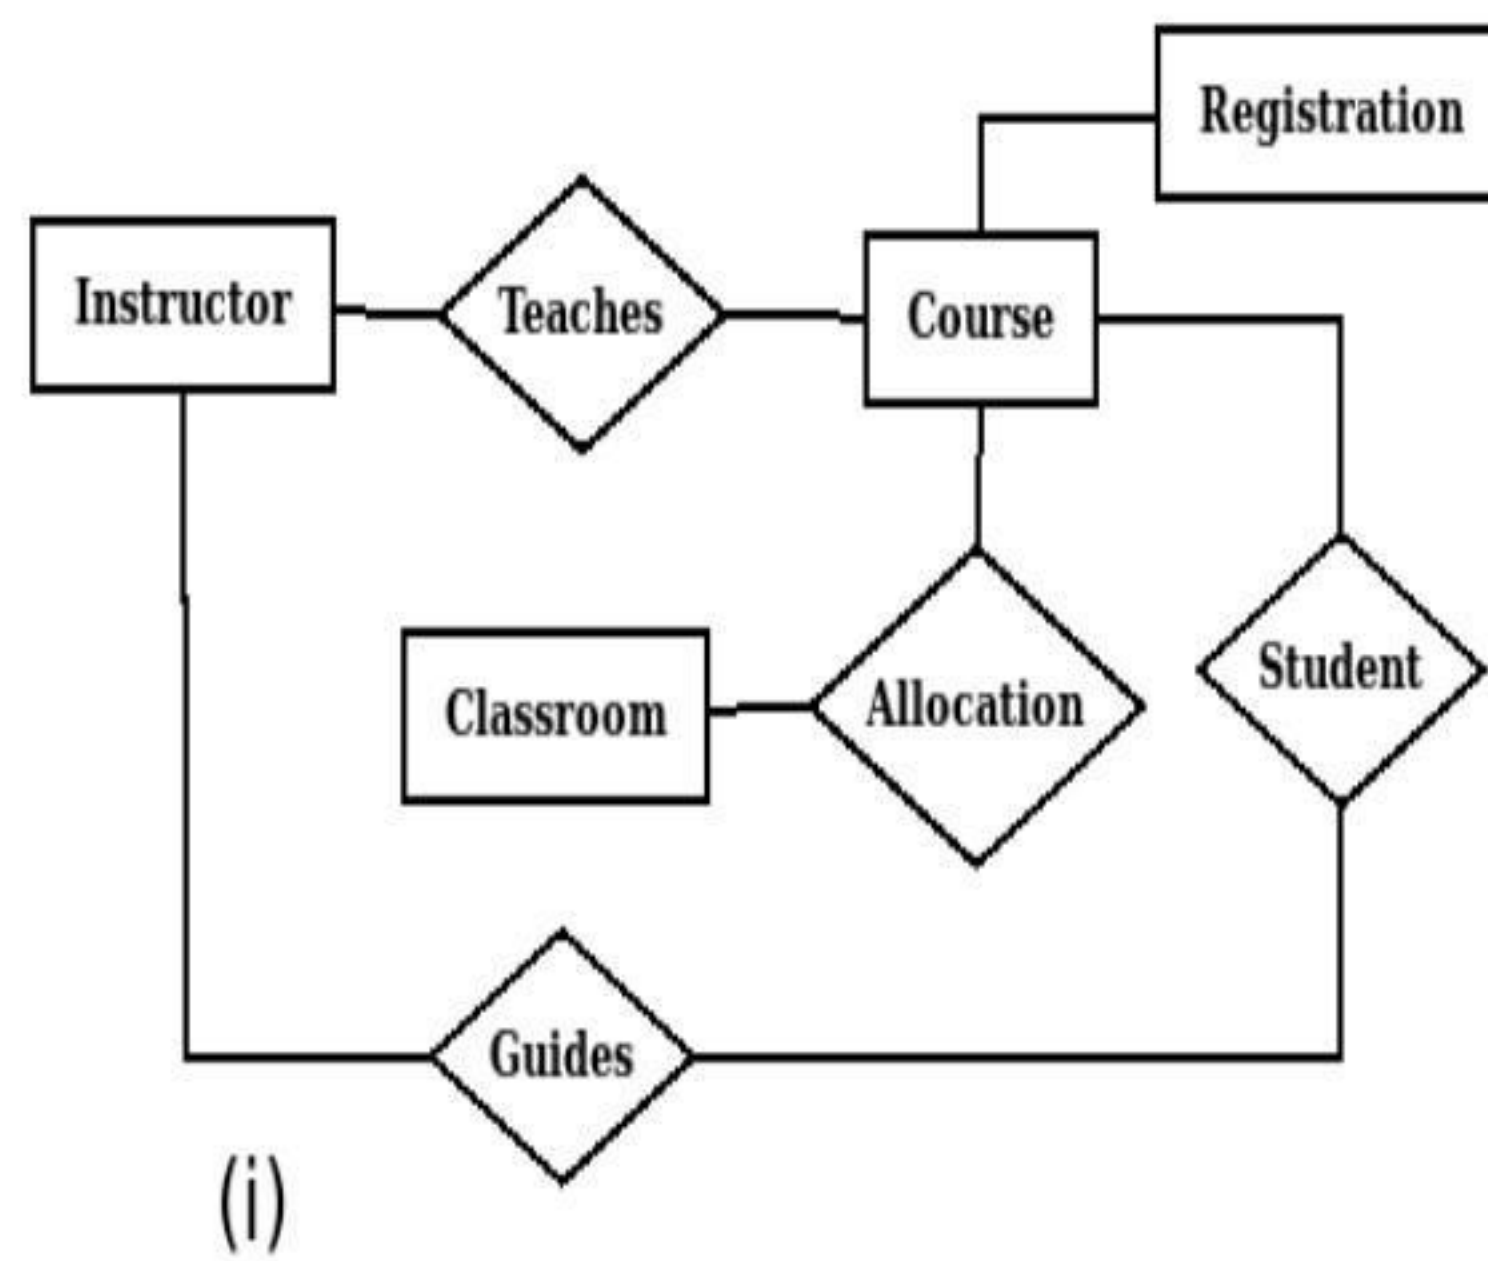 Registration
Instructor
Teaches
Course
Classroom
Allocation
Student
Guides
(i)